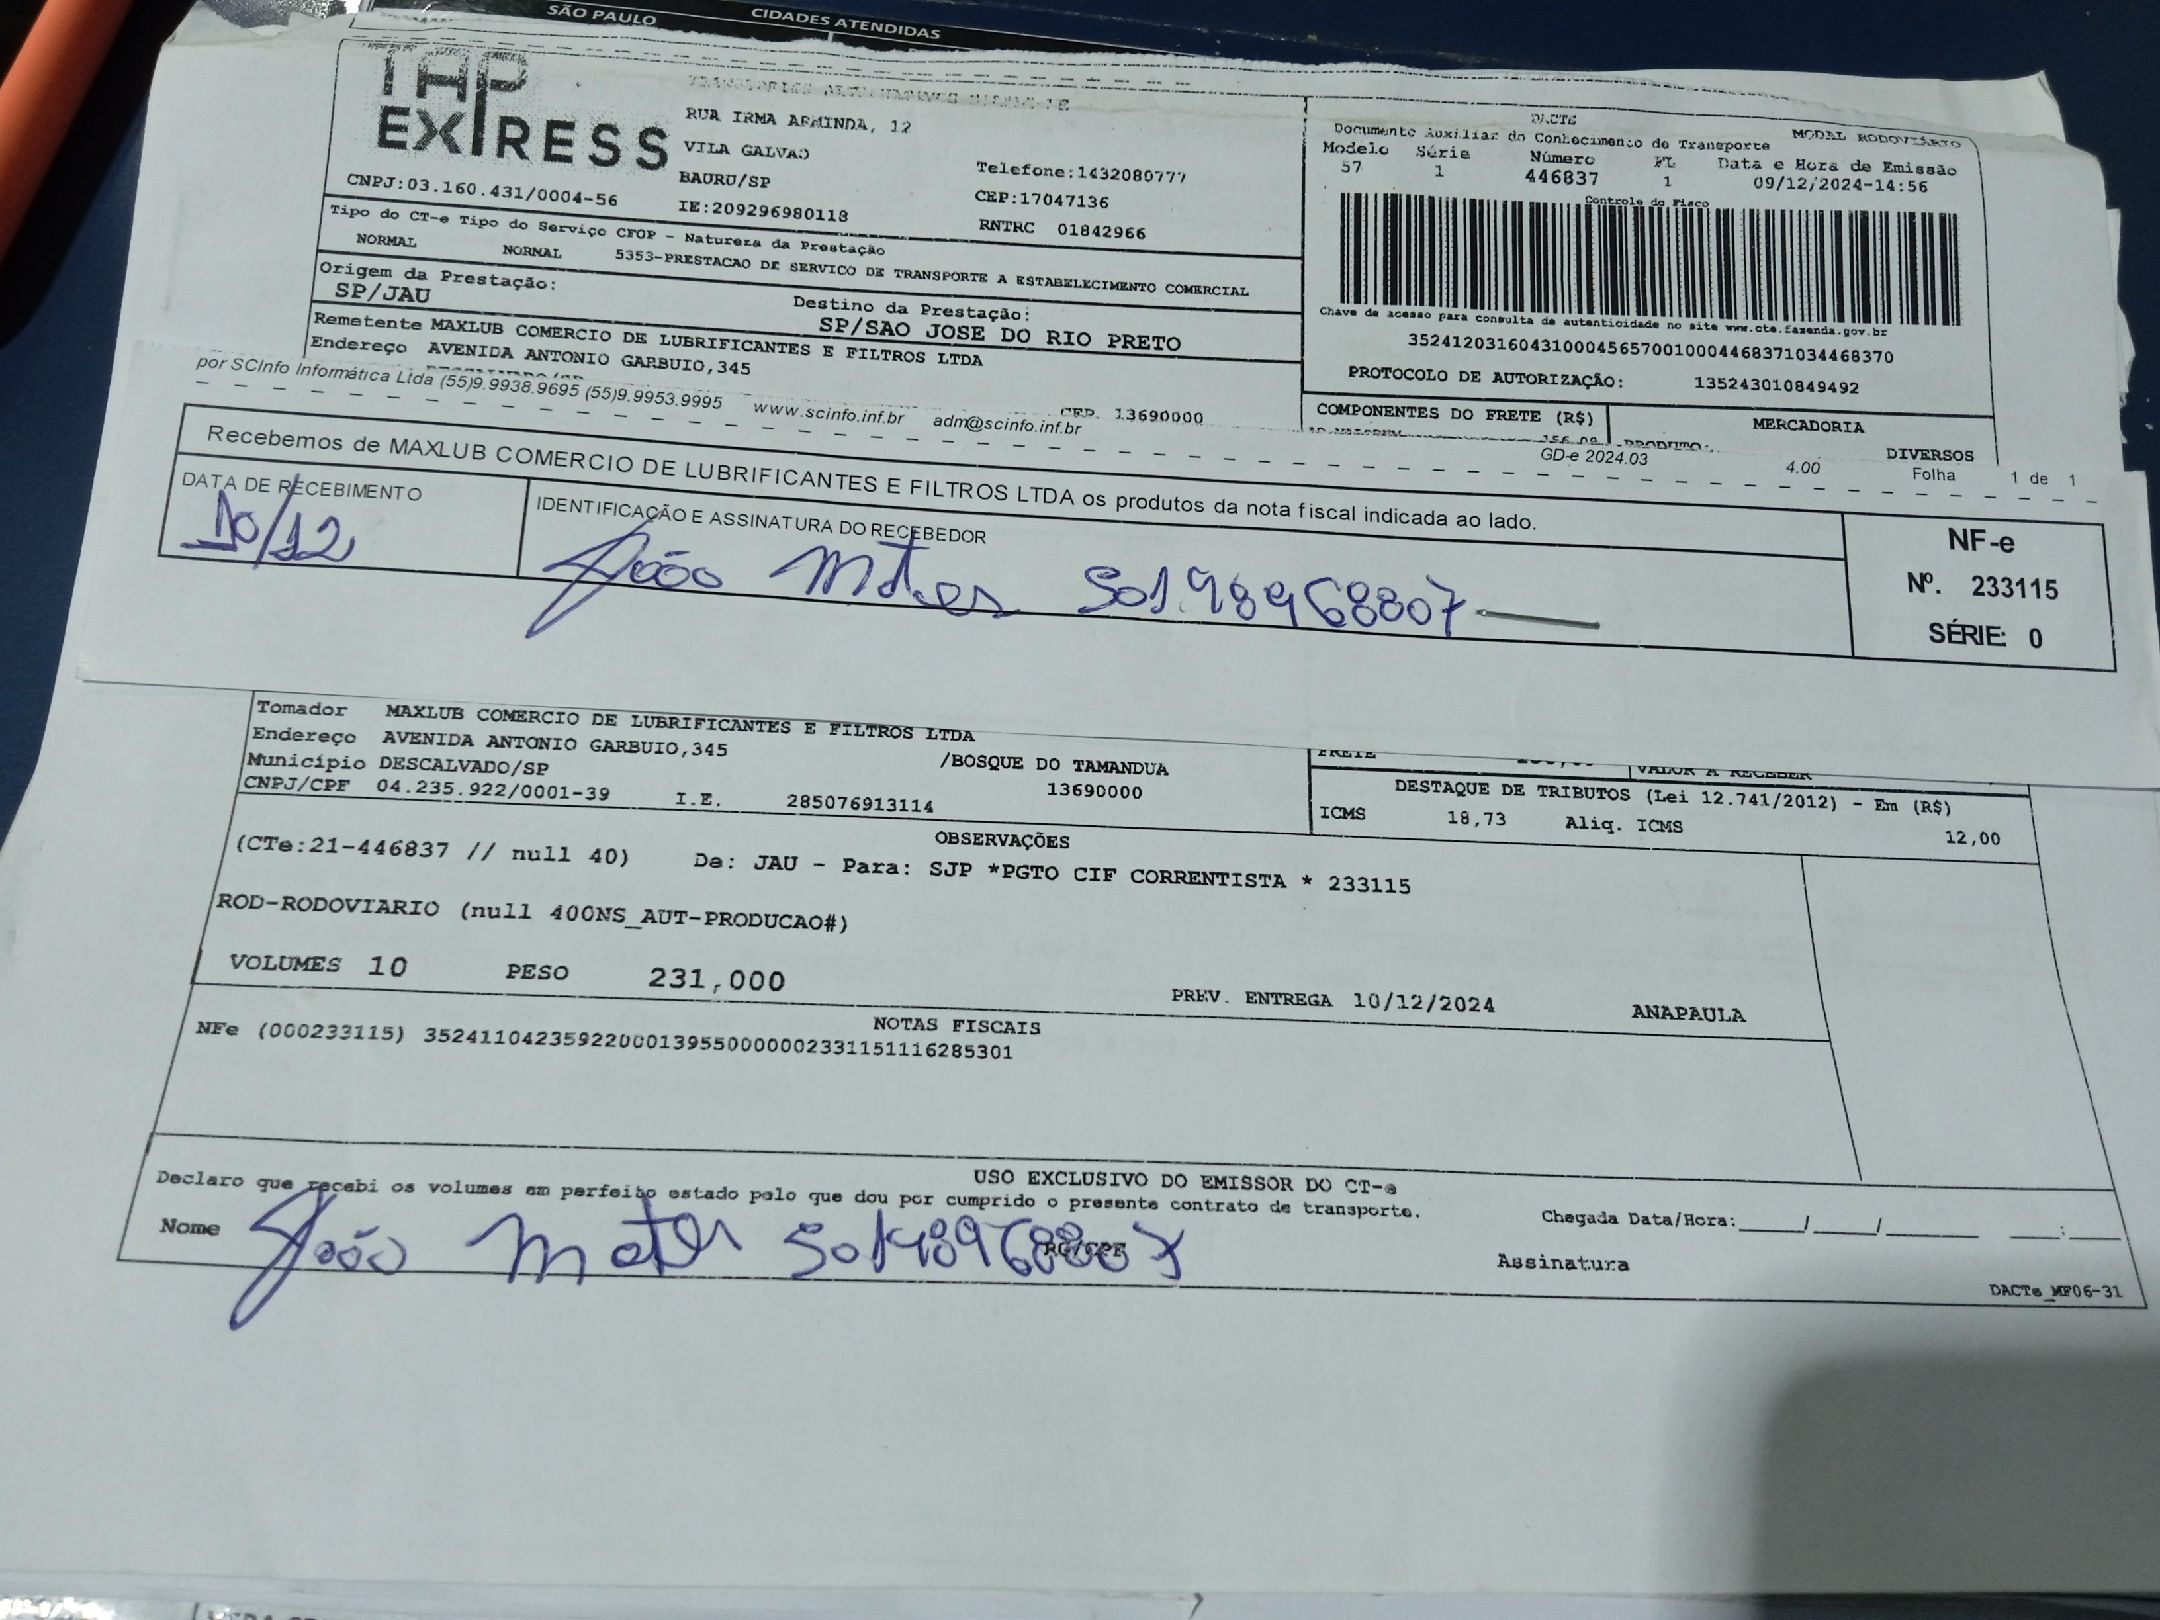 SÃO PAULO CIDADES ATENDIDAS
TAP EXPRESS
RUA IRMA ARMINDA, 12
VILA GALVAO
BAURU/SP
IE:209296980118
CNPJ:03.160.431/0004-56
Telefone:1432080777
CEP:17047136
RNTRC 01842966
DACTE
MODAL RODOVIÁRIO
Documento Auxiliar do Conhecimento de Transporte
Modelo Série Número FL Data e Hora de Emissão
57 1 446837 1 09/12/2024-14:56
Controle do Fisco
Tipo do CT-e Tipo do Serviço CFOP - Natureza da Prestação
NORMAL NORMAL 5353-PRESTACAO DE SERVICO DE TRANSPORTE A ESTABELECIMENTO COMERCIAL
Origem da Prestação:
SP/JAU
Destino da Prestação:
SP/SAO JOSE DO RIO PRETO
Chave de acesso para consulta de autenticidade no site www.cte.fazenda.gov.br
35241203160431000456570010004468371034468370
PROTOCOLO DE AUTORIZAÇÃO: 135243010849492
Remetente MAXLUB COMERCIO DE LUBRIFICANTES E FILTROS LTDA
Endereço AVENIDA ANTONIO GARBUIO,345
CEP. 13690000
COMPONENTES DO FRETE (R$)
MERCADORIA
PRODUTO:
DIVERSOS
por SCInfo Informática Ltda (55)9.9938.9695 (55)9.9953.9995 www.scinfo.inf.br adm@scinfo.inf.br GD-e 2024.03 4.00 Folha 1 de 1
Recebemos de MAXLUB COMERCIO DE LUBRIFICANTES E FILTROS LTDA os produtos da nota fiscal indicada ao lado.
DATA DE RECEBIMENTO
10/12
IDENTIFICAÇÃO E ASSINATURA DO RECEBEDOR
João
NF-e
Nº. 233115
SÉRIE: 0
Tomador MAXLUB COMERCIO DE LUBRIFICANTES E FILTROS LTDA
Endereço AVENIDA ANTONIO GARBUIO,345 /BOSQUE DO TAMANDUA
Município DESCALVADO/SP 13690000
CNPJ/CPF 04.235.922/0001-39 I.E. 285076913114
FRETE
VALOR A RECEBER
DESTAQUE DE TRIBUTOS (Lei 12.741/2012) - Em (R$)
ICMS 18,73 Aliq. ICMS 12,00
OBSERVAÇÕES
(CTe:21-446837 // null 40) De: JAU - Para: SJP *PGTO CIF CORRENTISTA * 233115
ROD-RODOVIARIO (null 400NS_AUT-PRODUCAO#)
VOLUMES 10 PESO 231,000 PREV. ENTREGA 10/12/2024 ANAPAULA
NOTAS FISCAIS
NFe (000233115) 35241104235922000139550000002331151116285301
USO EXCLUSIVO DO EMISSOR DO CT-e
Declaro que recebi os volumes em perfeito estado pelo que dou por cumprido o presente contrato de transporte.
Nome João
RG/CPF
Chegada Data/Hora:_____/____/______ ___:___
Assinatura
DACTe_MF06-31